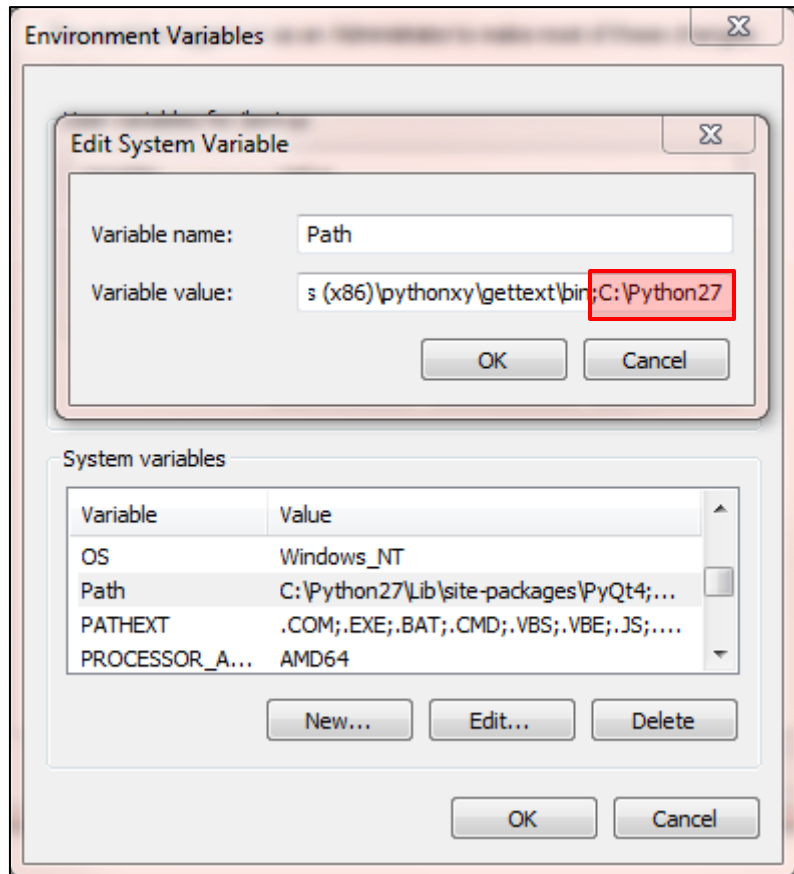 Environment Variables
Edit System Variable
Variable name:
Path
Variable value:
s (x86)\pythonxy\gettext\bin;C:\Python27
OK
Cancel
System variables
Variable Value
OS Windows_NT
Path C:\Python27\Lib\site-packages\PyQt4;...
PATHEXT .COM;.EXE;.BAT;.CMD;.VBS;.VBE;.JS;....
PROCESSOR_A... AMD64
New... Edit... Delete
OK Cancel